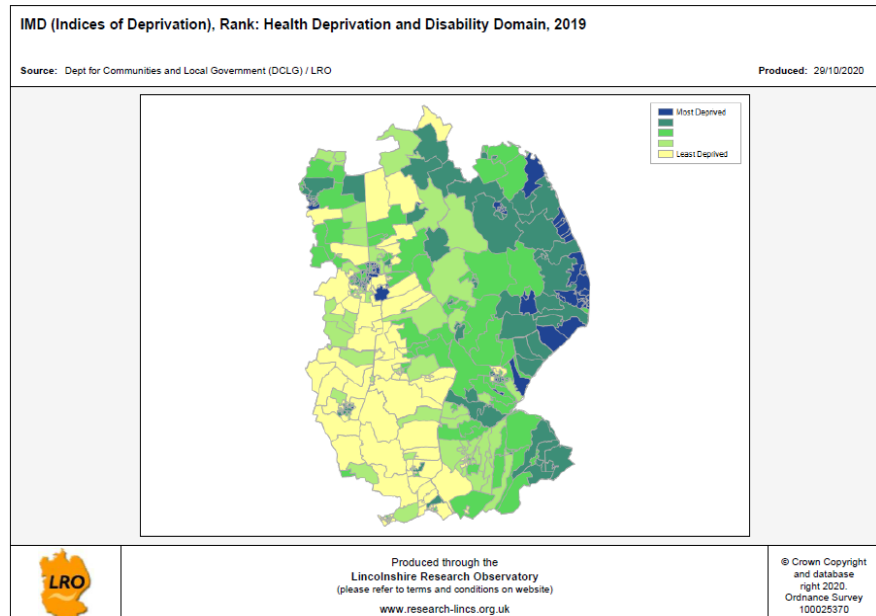 IMD (Indices of Deprivation), Rank: Health Deprivation and Disability Domain, 2019
Source: Dept for Communities and Local Government (DCLG) / LRO
Produced: 29/10/2020
Most Deprived
Least Deprived
LRO
Produced through the
Lincolnshire Research Observatory
(please refer to terms and conditions on website)
www.research-lincs.org.uk
© Crown Copyright
and database
right 2020.
Ordnance Survey
100025370